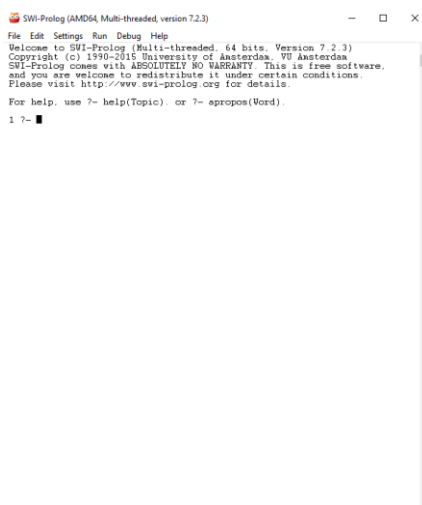 SWI-Prolog (AMD64, Multi-threaded, version 7.2.3)
File Edit Settings Run Debug Help
Welcome to SWI-Prolog (Multi-threaded, 64 bits, Version 7.2.3)
Copyright (c) 1990-2015 University of Amsterdam, VU Amsterdam
SWI-Prolog comes with ABSOLUTELY NO WARRANTY. This is free software,
and you are welcome to redistribute it under certain conditions.
Please visit http://www.swi-prolog.org for details.
For help, use ?- help(Topic). or ?- apropos(Word).
1 ?-